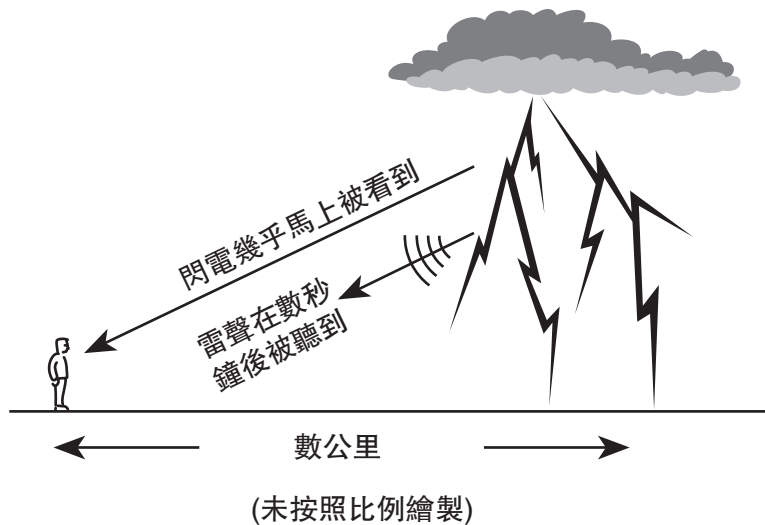 閃電幾乎馬上被看到
雷聲在數秒
鐘後被聽到
數公里
(未按照比例繪製)